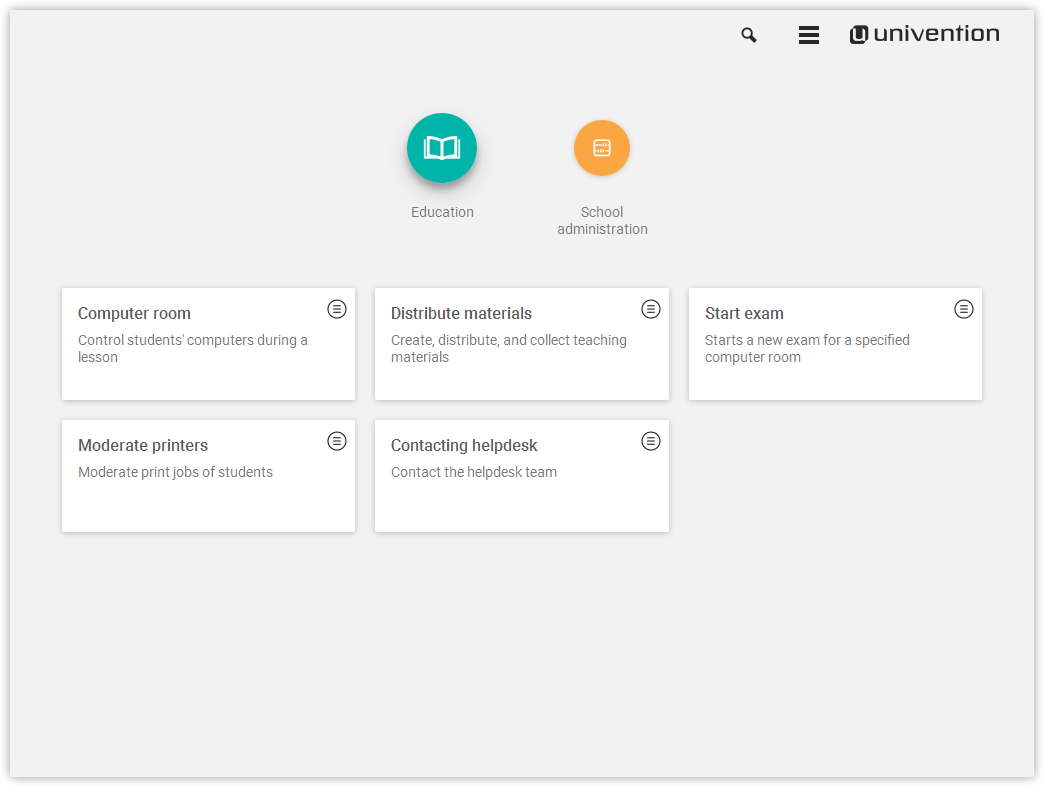 univention
Education
School
administration
Computer room
Control students' computers during a
lesson
Distribute materials
Create, distribute, and collect teaching
materials
Start exam
Starts a new exam for a specified
computer room
Moderate printers
Moderate print jobs of students
Contacting helpdesk
Contact the helpdesk team